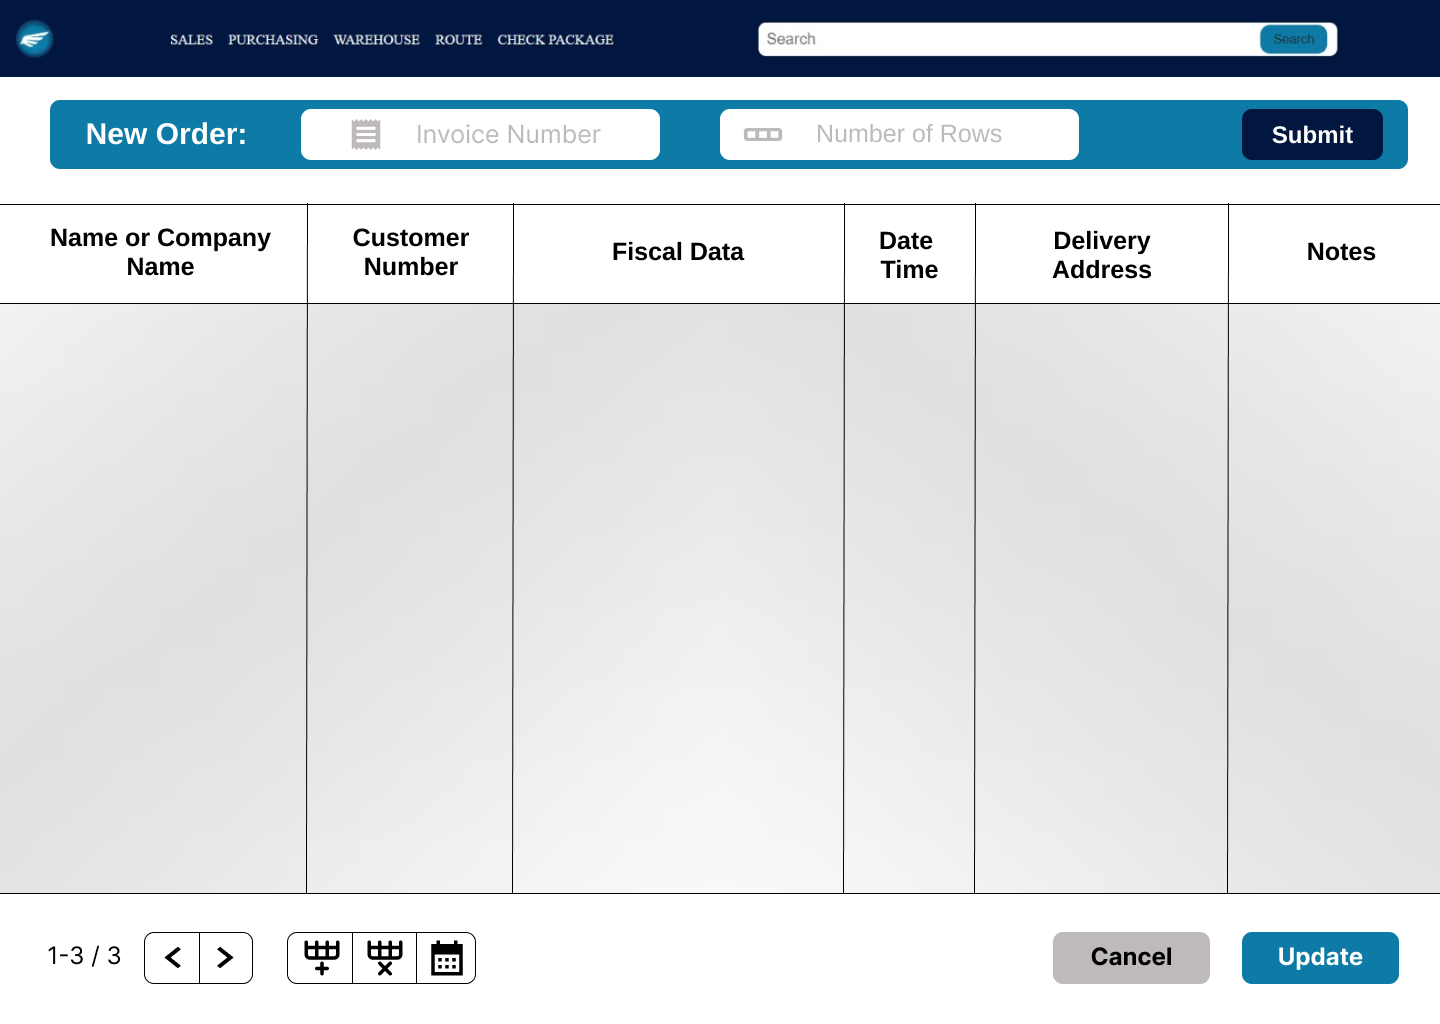 SALES PURCHASING WAREHOUSE ROUTE CHECK PACKAGE Search Search
New Order: Invoice Number Number of Rows Submit
Name or Company Name
Customer Number
Fiscal Data
Date Time
Delivery Address
Notes
1-3 / 3 < > Cancel Update